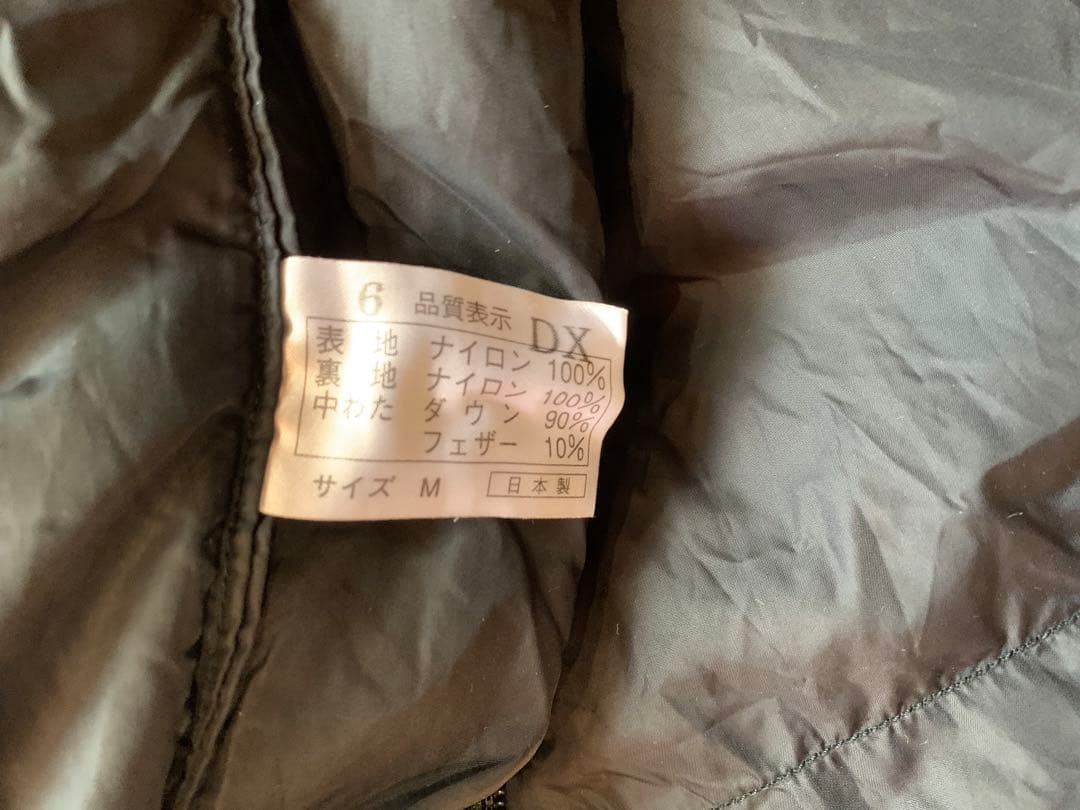 6 品質表示 DX
表 地 ナイロン 100%
裏 地 ナイロン 100%
中わた ダウン 90%
フェザー 10%
サイズ M 日本製